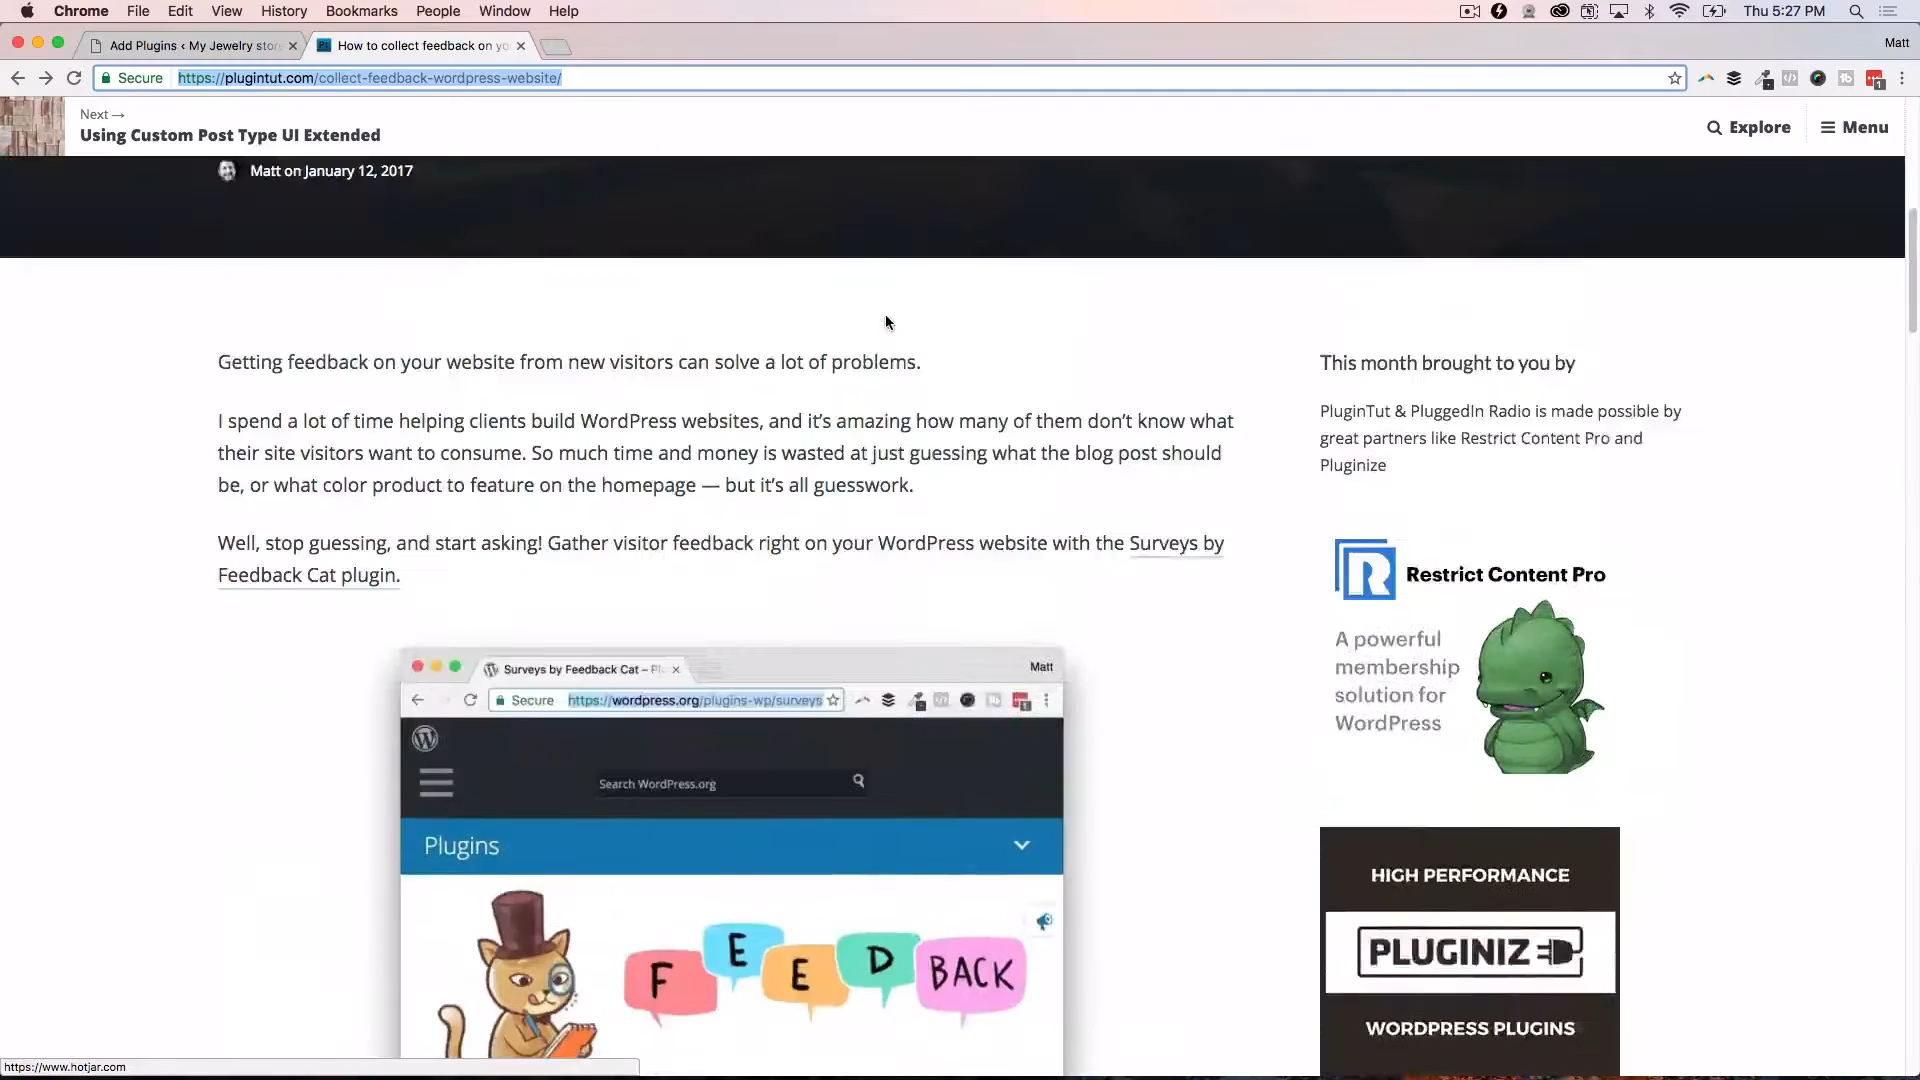 Chrome File Edit View History Bookmarks People Window Help Thu 5:27 PM
Add Plugins ‹ My Jewelry stor How to collect feedback on yo Matt
Secure https://plugintut.com/collect-feedback-wordpress-website/
Next →
Using Custom Post Type UI Extended
Explore Menu
Matt on January 12, 2017
Getting feedback on your website from new visitors can solve a lot of problems.
I spend a lot of time helping clients build WordPress websites, and it’s amazing how many of them don’t know what
their site visitors want to consume. So much time and money is wasted at just guessing what the blog post should
be, or what color product to feature on the homepage — but it’s all guesswork.
Well, stop guessing, and start asking! Gather visitor feedback right on your WordPress website with the Surveys by
Feedback Cat plugin.
Surveys by Feedback Cat – Pl Matt
Secure https://wordpress.org/plugins-wp/surveys
Search WordPress.org
Plugins
F E E D BACK
This month brought to you by
PluginTut & PluggedIn Radio is made possible by
great partners like Restrict Content Pro and
Pluginize
R Restrict Content Pro
A powerful
membership
solution for
WordPress
HIGH PERFORMANCE
PLUGINIZ
WORDPRESS PLUGINS
https://www.hotjar.com